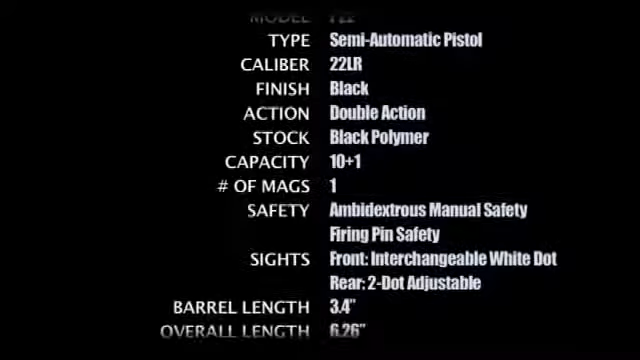 MODEL P22
TYPE Semi-Automatic Pistol
CALIBER 22LR
FINISH Black
ACTION Double Action
STOCK Black Polymer
CAPACITY 10+1
# OF MAGS 1
SAFETY Ambidextrous Manual Safety
Firing Pin Safety
SIGHTS Front: Interchangeable White Dot
Rear: 2-Dot Adjustable
BARREL LENGTH 3.4"
OVERALL LENGTH 6.26"